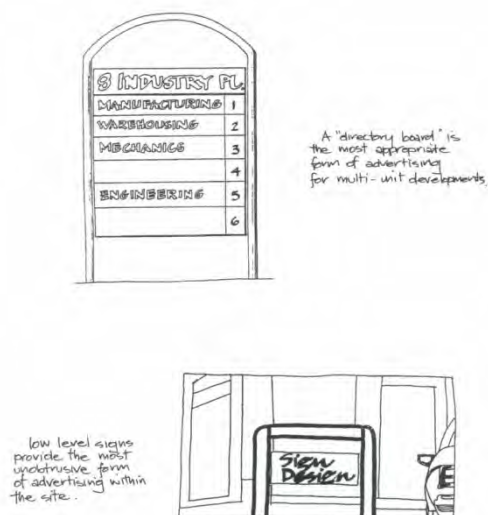 8 INDUSTRY PL.
MANUFACTURING 1
WAREHOUSING 2
MECHANICS 3
4
ENGINEERING 5
6
A "directory board" is
the most appropriate
form of advertising
for multi-unit developments,
low level signs
provide the most
unobtrusive form
of advertising within
the site.
Sign
Design